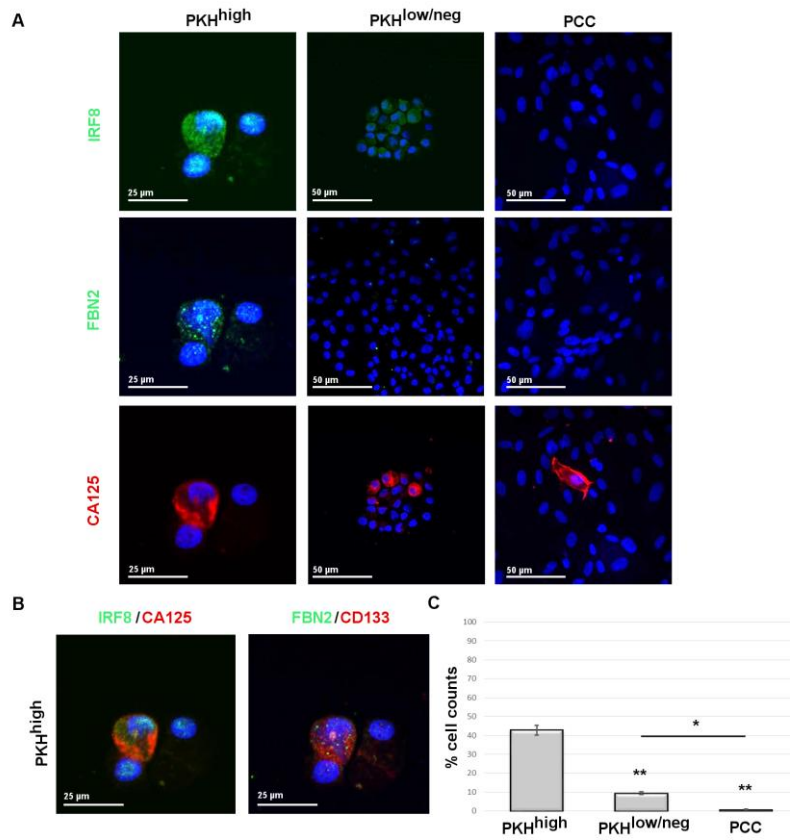 A
PKHhigh PKHlow/neg PCC
IRF8
25 µm 50 µm 50 µm
FBN2
25 µm 50 µm 50 µm
CA125
25 µm 50 µm 50 µm
B
IRF8 /CA125 FBN2/CD133
PKHhigh
25 µm 25 µm
C
% cell counts
100
90
80
70
60
50
40
30
20
10
0
*
** **
PKHhigh PKHlow/neg PCC